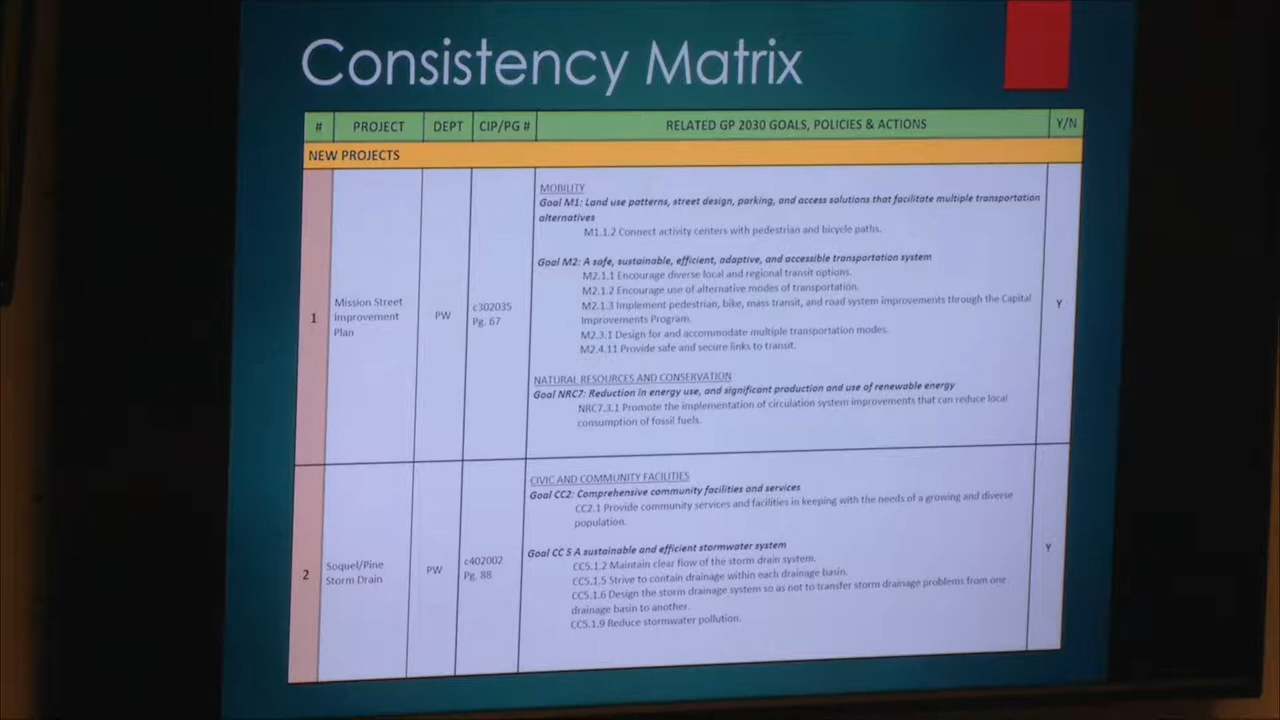 Consistency Matrix
# PROJECT DEPT CIP/PG # RELATED GP 2030 GOALS, POLICIES & ACTIONS Y/N
NEW PROJECTS
1
Mission Street
Improvement
Plan
PW
c302035
Pg. 67
MOBILITY
Goal M1: Land use patterns, street design, parking, and access solutions that facilitate multiple transportation
alternatives
M1.1.2 Connect activity centers with pedestrian and bicycle paths.
Goal M2: A safe, sustainable, efficient, adaptive, and accessible transportation system
M2.1.1 Encourage diverse local and regional transit options.
M2.1.2 Encourage use of alternative modes of transportation.
M2.1.3 Implement pedestrian, bike, mass transit, and road system improvements through the Capital
Improvements Program.
M2.3.1 Design for and accommodate multiple transportation modes.
M2.4.11 Provide safe and secure links to transit.
NATURAL RESOURCES AND CONSERVATION
Goal NRC7: Reduction in energy use, and significant production and use of renewable energy
NRC7.3.1 Promote the implementation of circulation system improvements that can reduce local
consumption of fossil fuels.
Y
2
Soquel/Pine
Storm Drain
PW
c402002
Pg. 88
CIVIC AND COMMUNITY FACILITIES
Goal CC2: Comprehensive community facilities and services
CC2.1 Provide community services and facilities in keeping with the needs of a growing and diverse
population.
Goal CC 5 A sustainable and efficient stormwater system
CC5.1.2 Maintain clear flow of the storm drain system.
CC5.1.5 Strive to contain drainage within each drainage basin.
CC5.1.6 Design the storm drainage system so as not to transfer storm drainage problems from one
drainage basin to another.
CC5.1.9 Reduce stormwater pollution.
Y